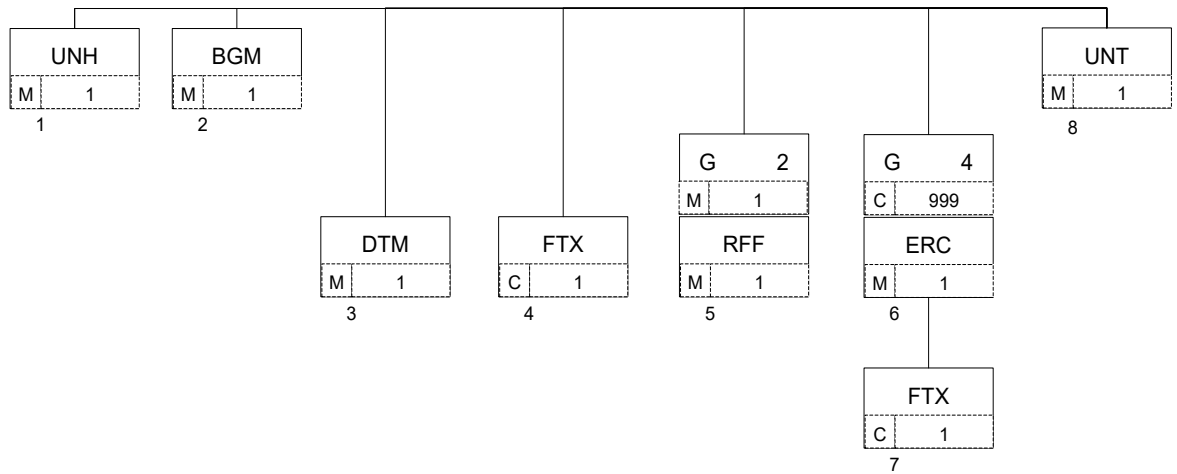 UNH
M 1
1
BGM
M 1
2
UNT
M 1
8
G 2
M 1
G 4
C 999
DTM
M 1
3
FTX
C 1
4
RFF
M 1
5
ERC
M 1
6
FTX
C 1
7